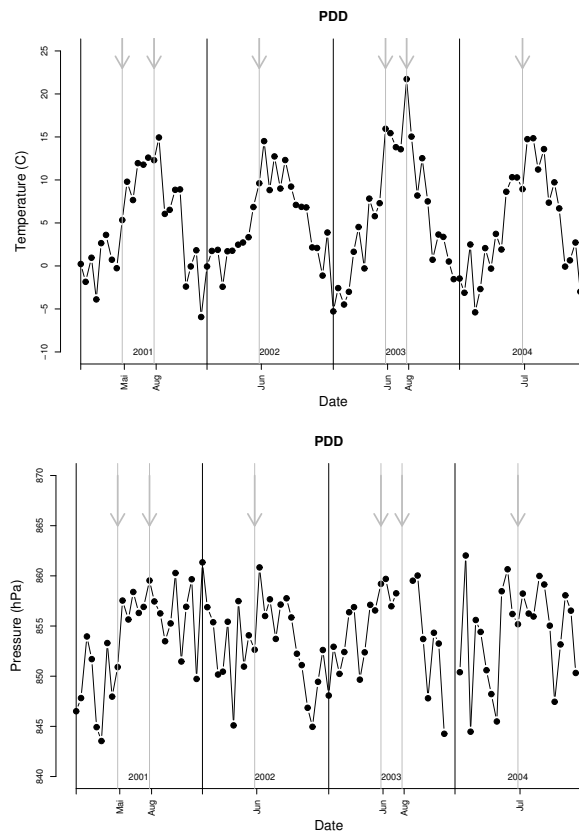 PDD
Temperature (C)
25
20
15
10
5
0
−5
−10
2001
2002
2003
2004
Mai
Aug
Jun
Jun
Aug
Jul
Date
PDD
Pressure (hPa)
870
865
860
855
850
845
840
2001
2002
2003
2004
Mai
Aug
Jun
Jun
Aug
Jul
Date